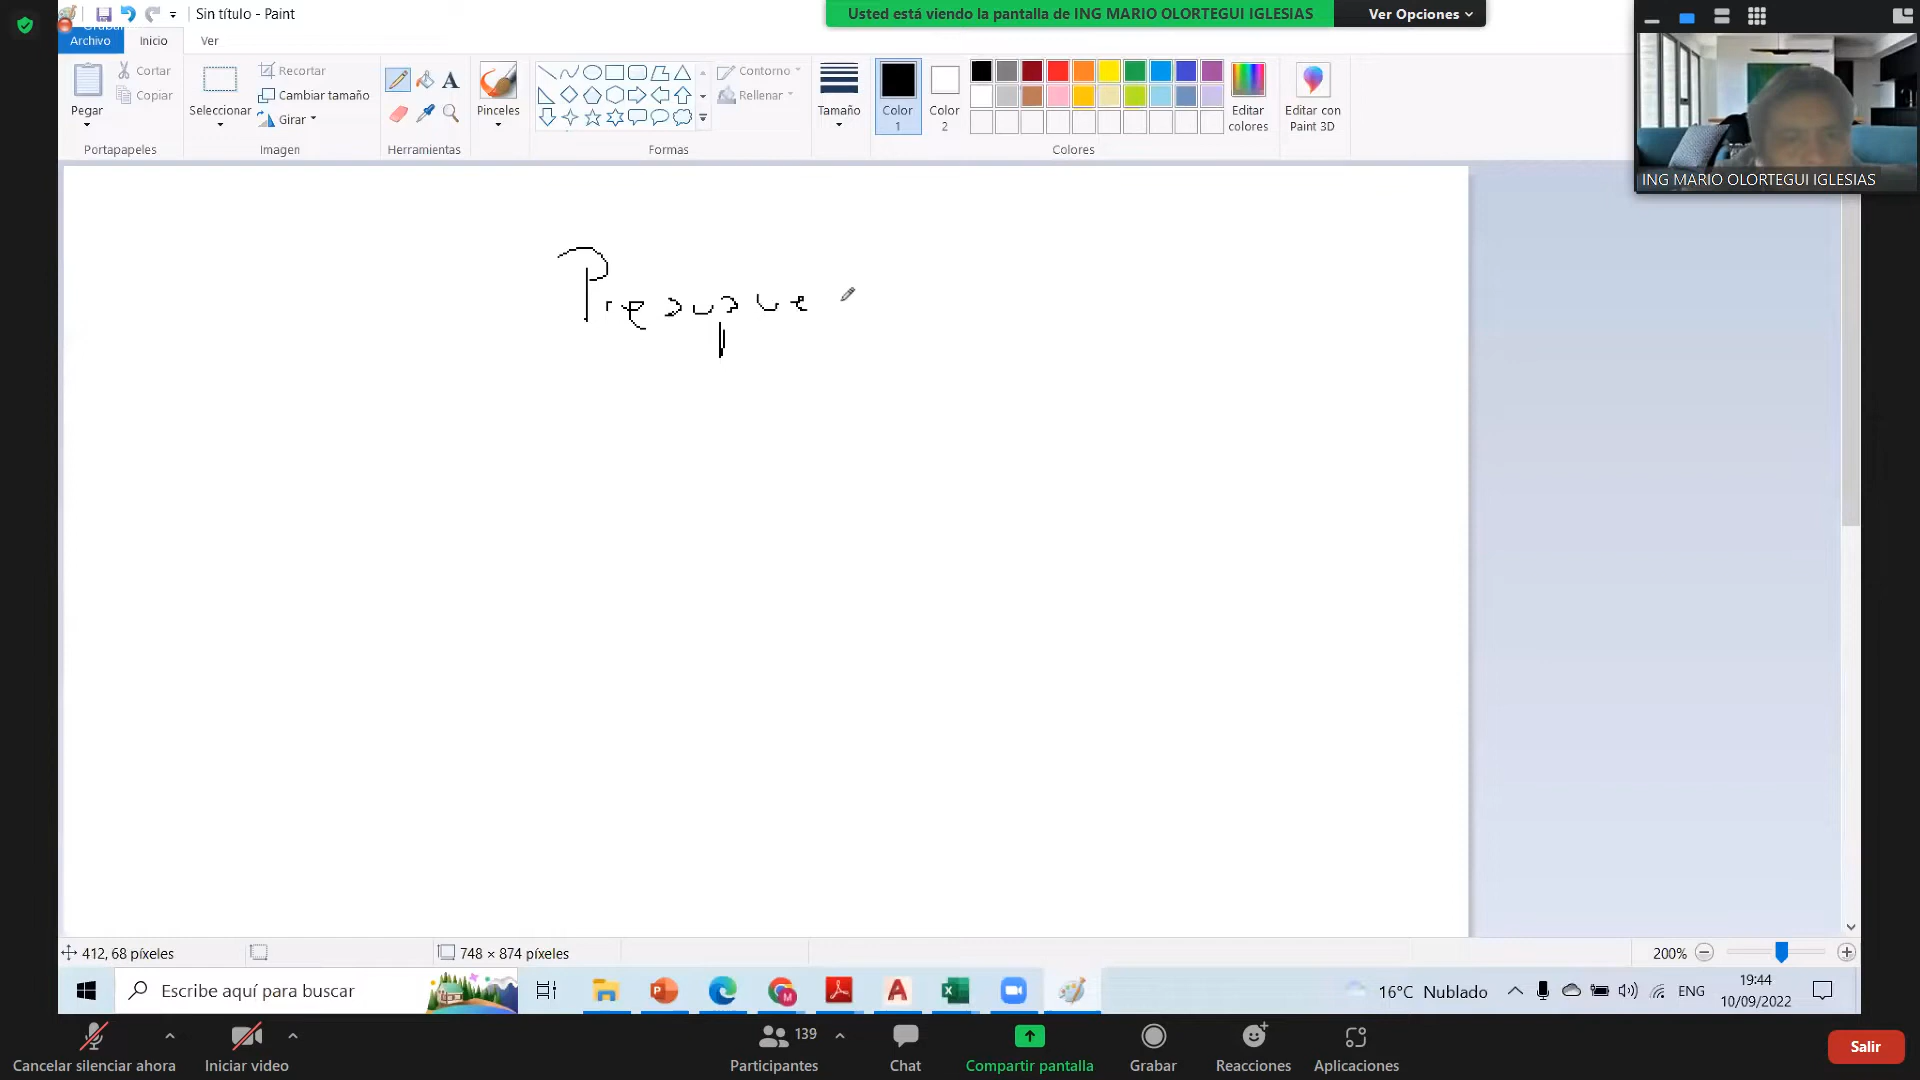 Sin título - Paint
Usted está viendo la pantalla de ING MARIO OLORTEGUI IGLESIAS
Ver Opciones
Archivo
Inicio
Ver
Pegar
Cortar
Copiar
Portapapeles
Seleccionar
Recortar
Cambiar tamaño
Girar
Imagen
Herramientas
Pinceles
Formas
Contorno
Rellenar
Tamaño
Color 1
Color 2
Editar colores
Editar con Paint 3D
Colores
ING MARIO OLORTEGUI IGLESIAS
Presupue
412, 68 píxeles
748 × 874 píxeles
200%
Escribe aquí para buscar
16°C Nublado
ENG
19:44
10/09/2022
Cancelar silenciar ahora
Iniciar video
139
Participantes
Chat
Compartir pantalla
Grabar
Reacciones
Aplicaciones
Salir